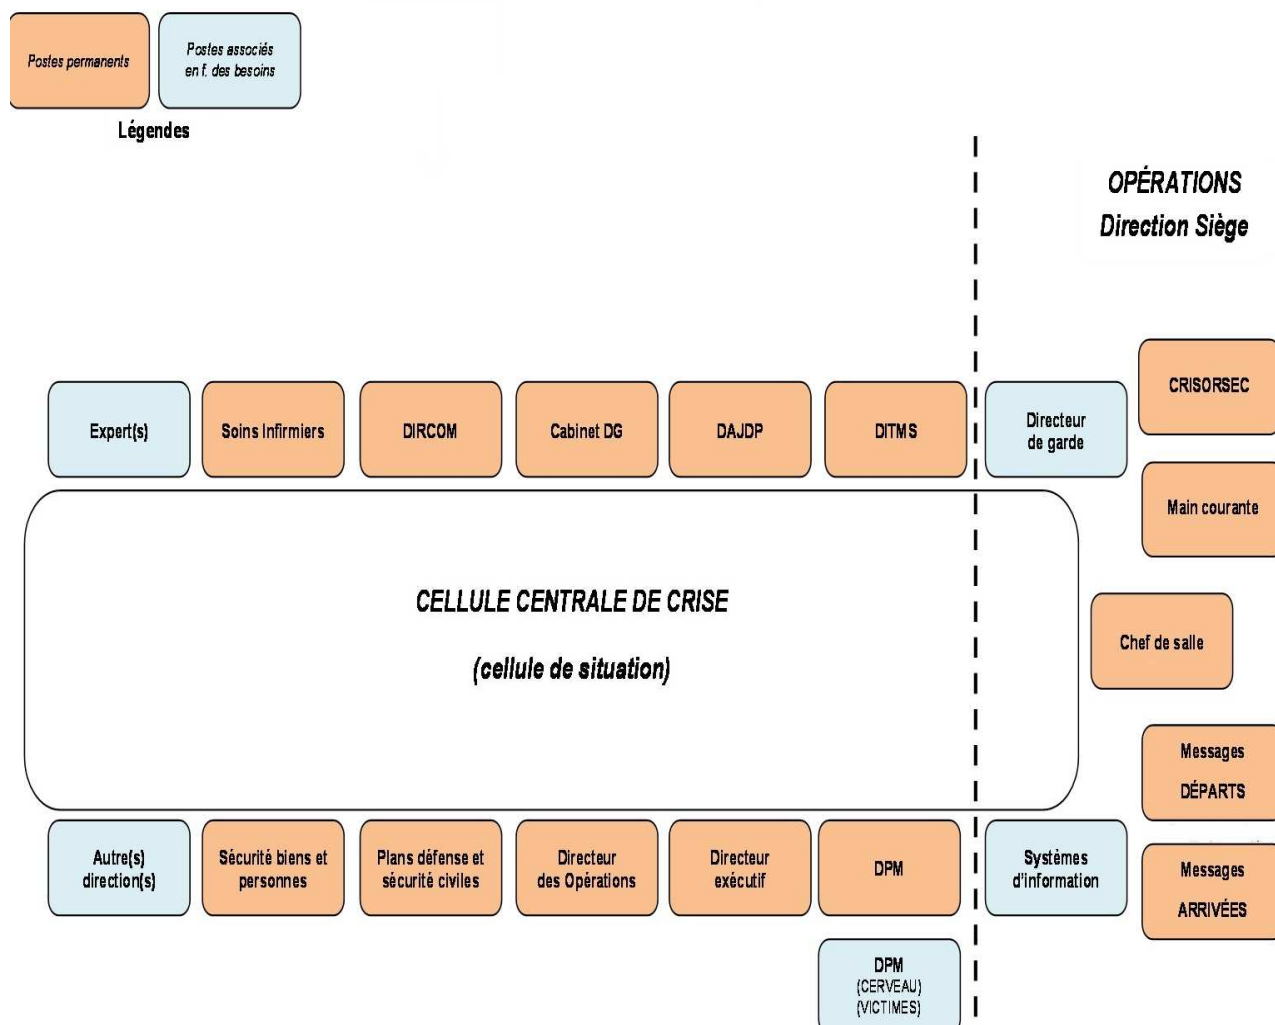 Postes permanents
Postes associés
en f. des besoins
Légendes
OPÉRATIONS
Direction Siège
Expert(s)
Soins Infirmiers
DIRCOM
Cabinet DG
DAJDP
DITMS
Directeur
de garde
CRISORSEC
Main courante
CELLULE CENTRALE DE CRISE
(cellule de situation)
Chef de salle
Messages
DÉPARTS
Autre(s)
direction(s)
Sécurité biens et
personnes
Plans défense et
sécurité civiles
Directeur
des Opérations
Directeur
exécutif
DPM
Systèmes
d'information
Messages
ARRIVÉES
DPM
(CERVEAU)
(VICTIMES)